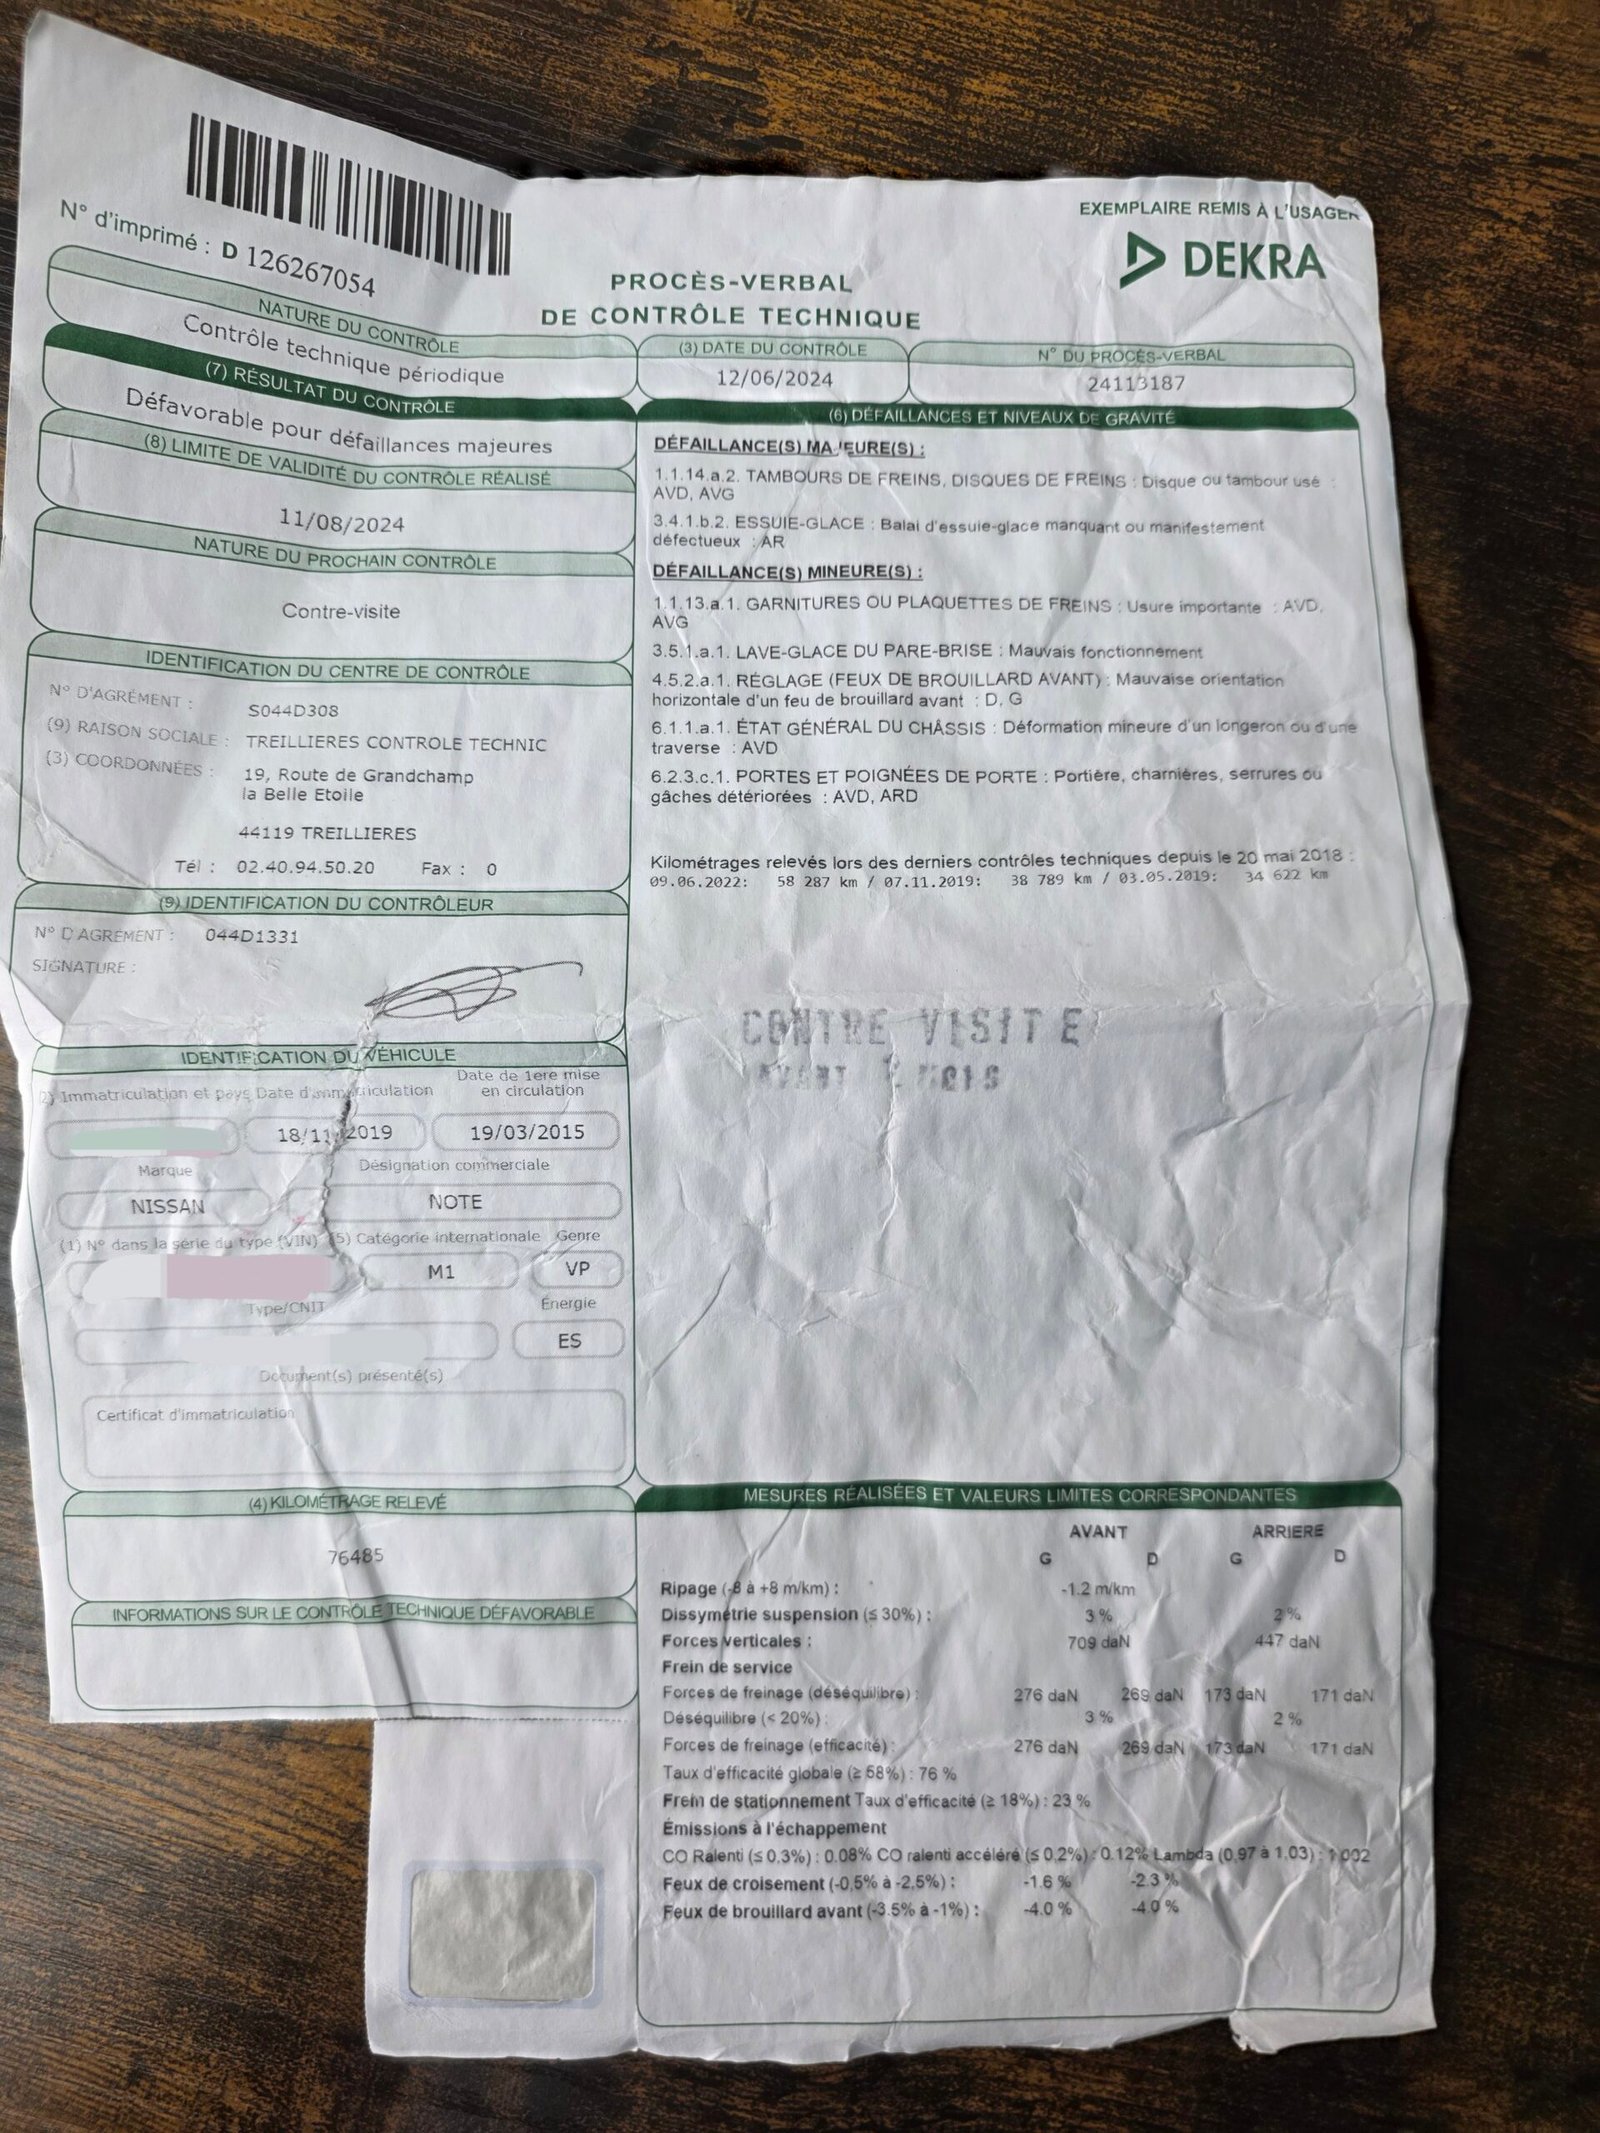 N° d'imprimé : D 126267054
EXEMPLAIRE REMIS À L'USAGER
DEKRA
PROCÈS-VERBAL
DE CONTRÔLE TECHNIQUE
NATURE DU CONTRÔLE
Contrôle technique périodique
(3) DATE DU CONTRÔLE
12/06/2024
N° DU PROCÈS-VERBAL
24113187
(7) RÉSULTAT DU CONTRÔLE
Défavorable pour défaillances majeures
(8) LIMITE DE VALIDITÉ DU CONTRÔLE RÉALISÉ
11/08/2024
NATURE DU PROCHAIN CONTRÔLE
Contre-visite
IDENTIFICATION DU CENTRE DE CONTRÔLE
N° D'AGRÉMENT : S044D308
(9) RAISON SOCIALE : TREILLIERES CONTROLE TECHNIC
(3) COORDONNÉES : 19, Route de Grandchamp
la Belle Etoile
44119 TREILLIERES
Tél : 02.40.94.50.20 Fax : 0
(9) IDENTIFICATION DU CONTRÔLEUR
N° D'AGRÉMENT : 044D1331
SIGNATURE :
IDENTIFICATION DU VÉHICULE
2) Immatriculation et pays Date d'immatriculation Date de 1ere mise
en circulation
18/11/2019 19/03/2015
Marque Désignation commerciale
NISSAN NOTE
(1) N° dans la série du type (VIN) (5) Catégorie internationale Genre
M1 VP
Type/CNIT Énergie
ES
Document(s) présenté(s)
Certificat d'immatriculation
(4) KILOMÉTRAGE RELEVÉ
76485
INFORMATIONS SUR LE CONTRÔLE TECHNIQUE DÉFAVORABLE
(6) DÉFAILLANCES ET NIVEAUX DE GRAVITÉ
DÉFAILLANCE(S) MAJEURE(S) :
1.1.14.a.2. TAMBOURS DE FREINS, DISQUES DE FREINS : Disque ou tambour usé :
AVD, AVG
3.4.1.b.2. ESSUIE-GLACE : Balai d'essuie-glace manquant ou manifestement
défectueux : AR
DÉFAILLANCE(S) MINEURE(S) :
1.1.13.a.1. GARNITURES OU PLAQUETTES DE FREINS : Usure importante : AVD,
AVG
3.5.1.a.1. LAVE-GLACE DU PARE-BRISE : Mauvais fonctionnement
4.5.2.a.1. RÉGLAGE (FEUX DE BROUILLARD AVANT) : Mauvaise orientation
horizontale d'un feu de brouillard avant : D, G
6.1.1.a.1. ÉTAT GÉNÉRAL DU CHÂSSIS : Déformation mineure d'un longeron ou d'une
traverse : AVD
6.2.3.c.1. PORTES ET POIGNÉES DE PORTE : Portière, charnières, serrures ou
gâches détériorées : AVD, ARD
Kilométrages relevés lors des derniers contrôles techniques depuis le 20 mai 2018 :
09.06.2022: 58 287 km / 07.11.2019: 38 789 km / 03.05.2019: 34 622 km
CONTRE VISITE
AVANT 2 MOIS
MESURES RÉALISÉES ET VALEURS LIMITES CORRESPONDANTES
AVANT ARRIERE
G D G D
Ripage (-8 à +8 m/km) : -1.2 m/km
Dissymétrie suspension (≤ 30%) : 3 % 2 %
Forces verticales : 709 daN 447 daN
Frein de service
Forces de freinage (déséquilibre) : 276 daN 269 daN 173 daN 171 daN
Déséquilibre (< 20%) : 3 % 2 %
Forces de freinage (efficacité) : 276 daN 269 daN 173 daN 171 daN
Taux d'efficacité globale (≥ 58%) : 76 %
Frein de stationnement Taux d'efficacité (≥ 18%) : 23 %
Émissions à l'échappement
CO Ralenti (≤ 0.3%) : 0.08% CO ralenti accéléré (≤ 0.2%) : 0.12% Lambda (0.97 à 1.03) : 1.002
Feux de croisement (-0.5% à -2.5%) : -1.6 % -2.3 %
Feux de brouillard avant (-3.5% à -1%) : -4.0 % -4.0 %